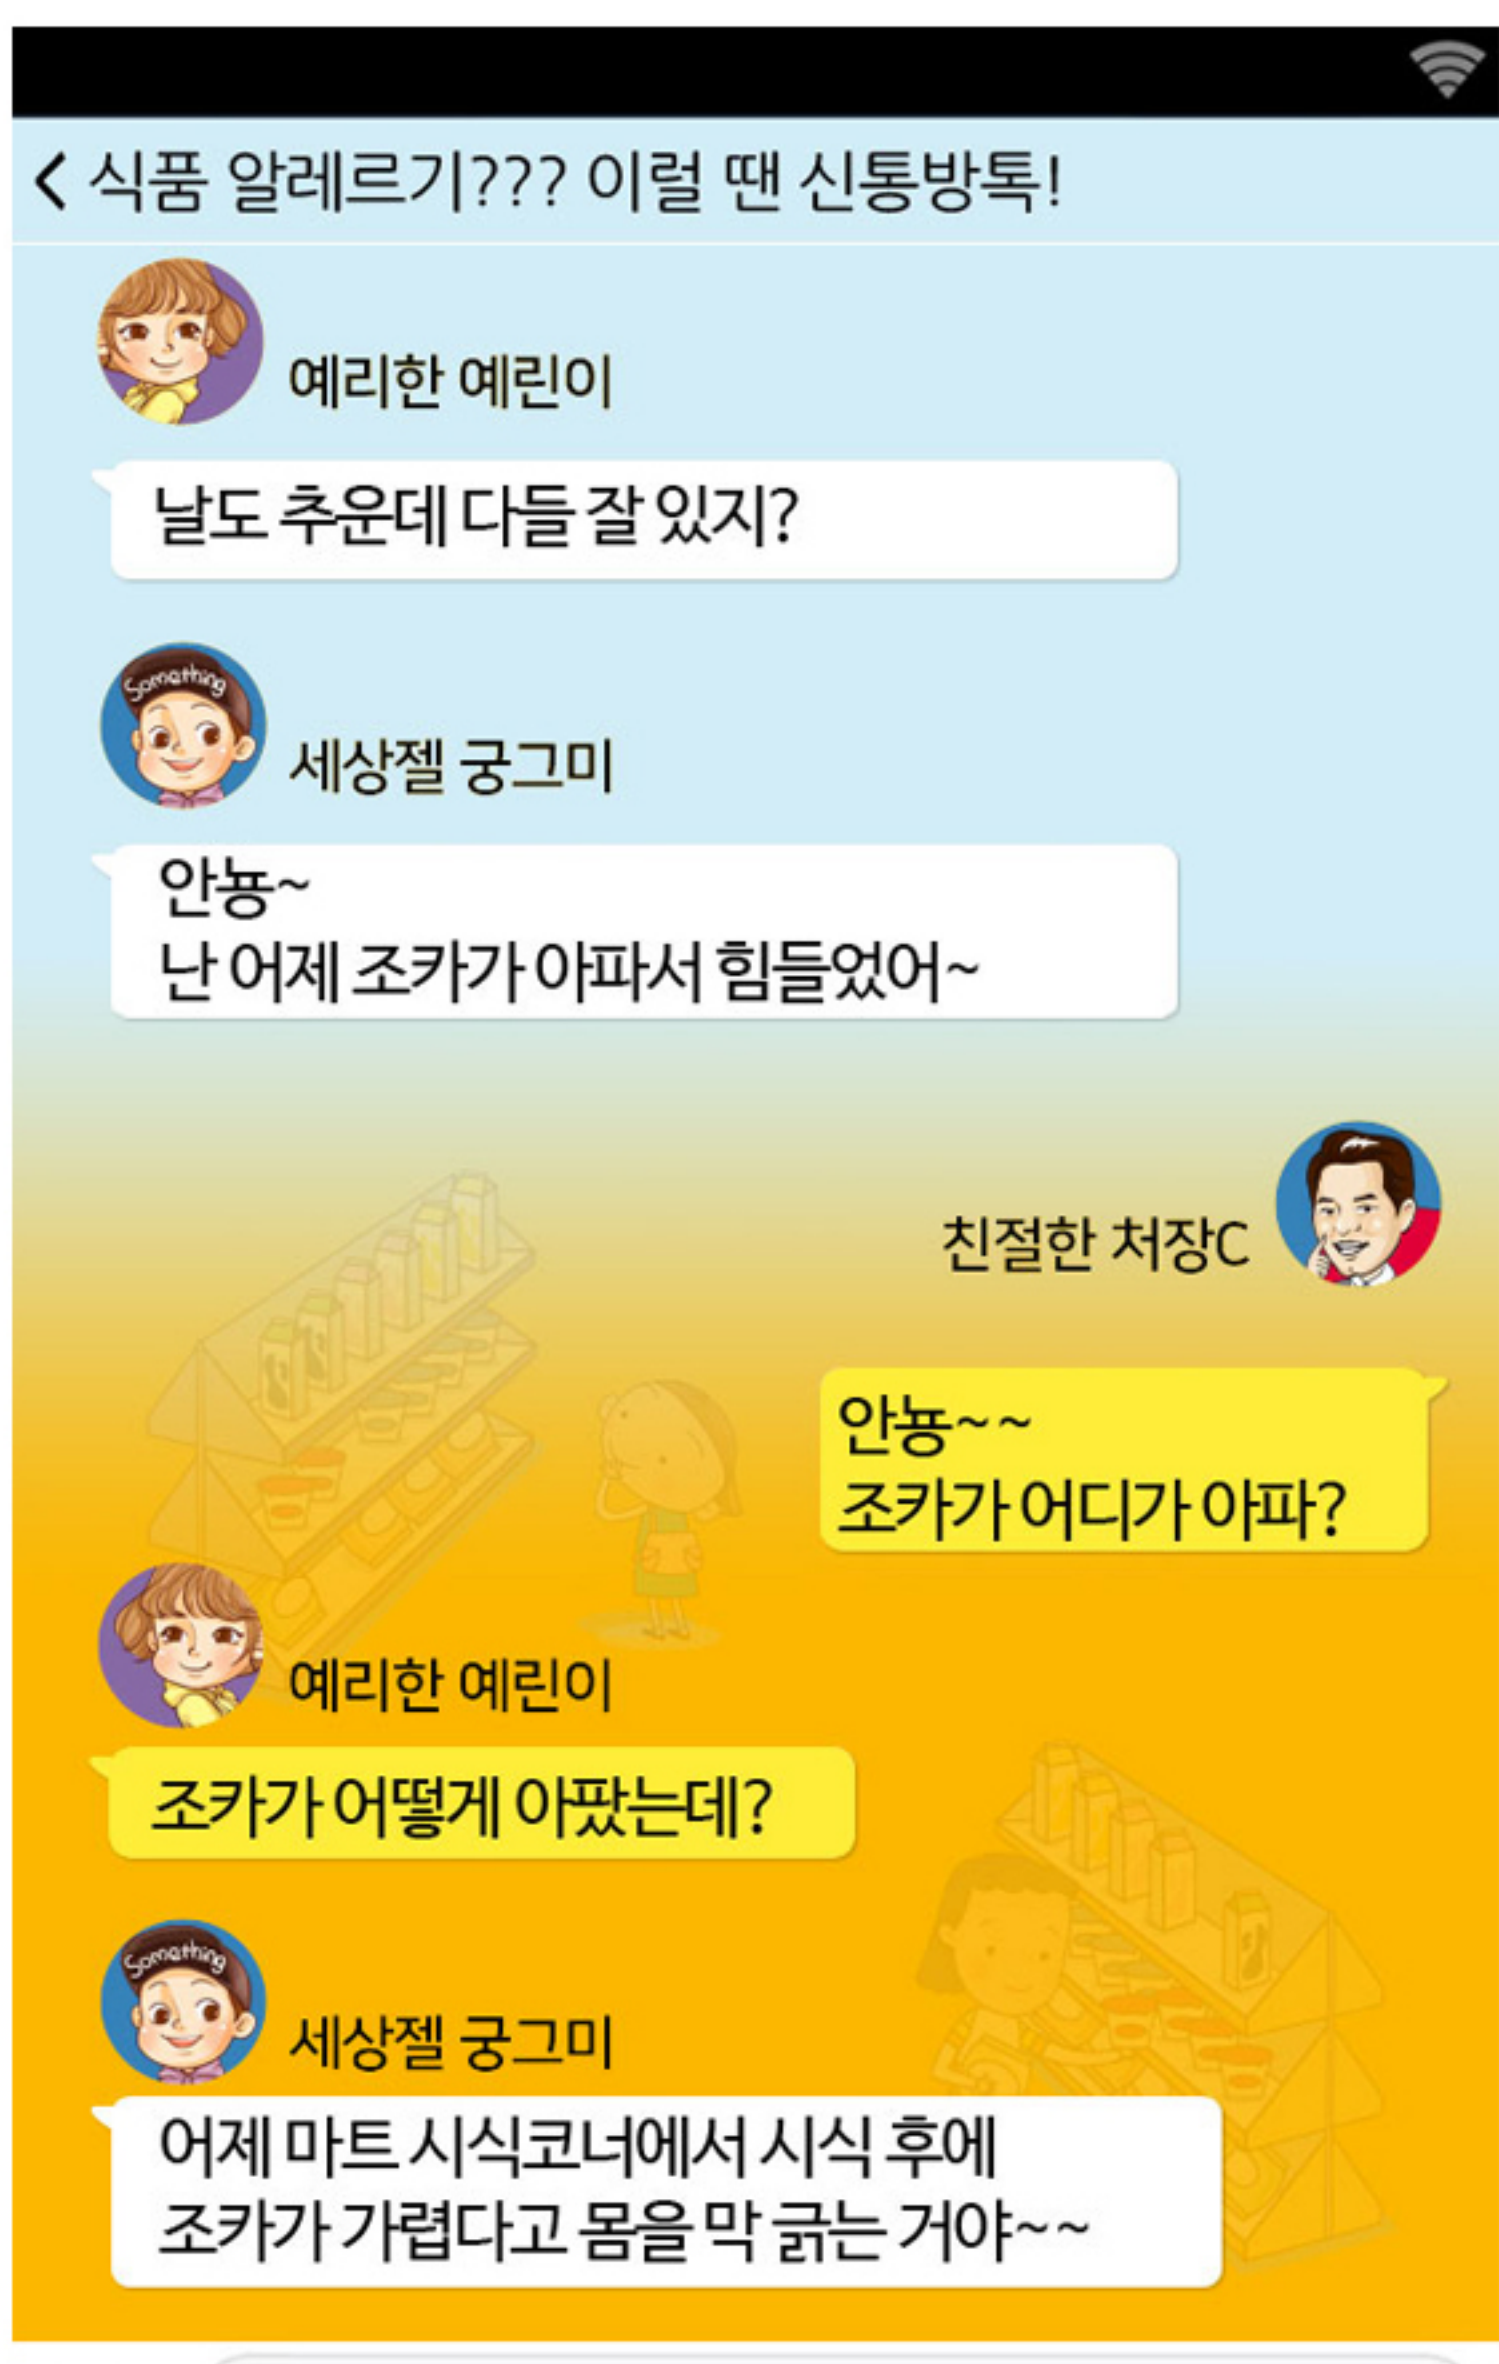 식품 알레르기??? 이럴 땐 신통방톡!
예리한 예린이
날도 추운데 다들 잘 있지?
Something
세상젤 궁그미
안뇽~
난 어제 조카가 아파서 힘들었어~
친절한 처장C
안뇽~~
조카가 어디가 아파?
예리한 예린이
조카가 어떻게 아팠는데?
Something
세상젤 궁그미
어제 마트 시식코너에서 시식 후에
조카가 가렵다고 몸을 막 긁는 거야~~